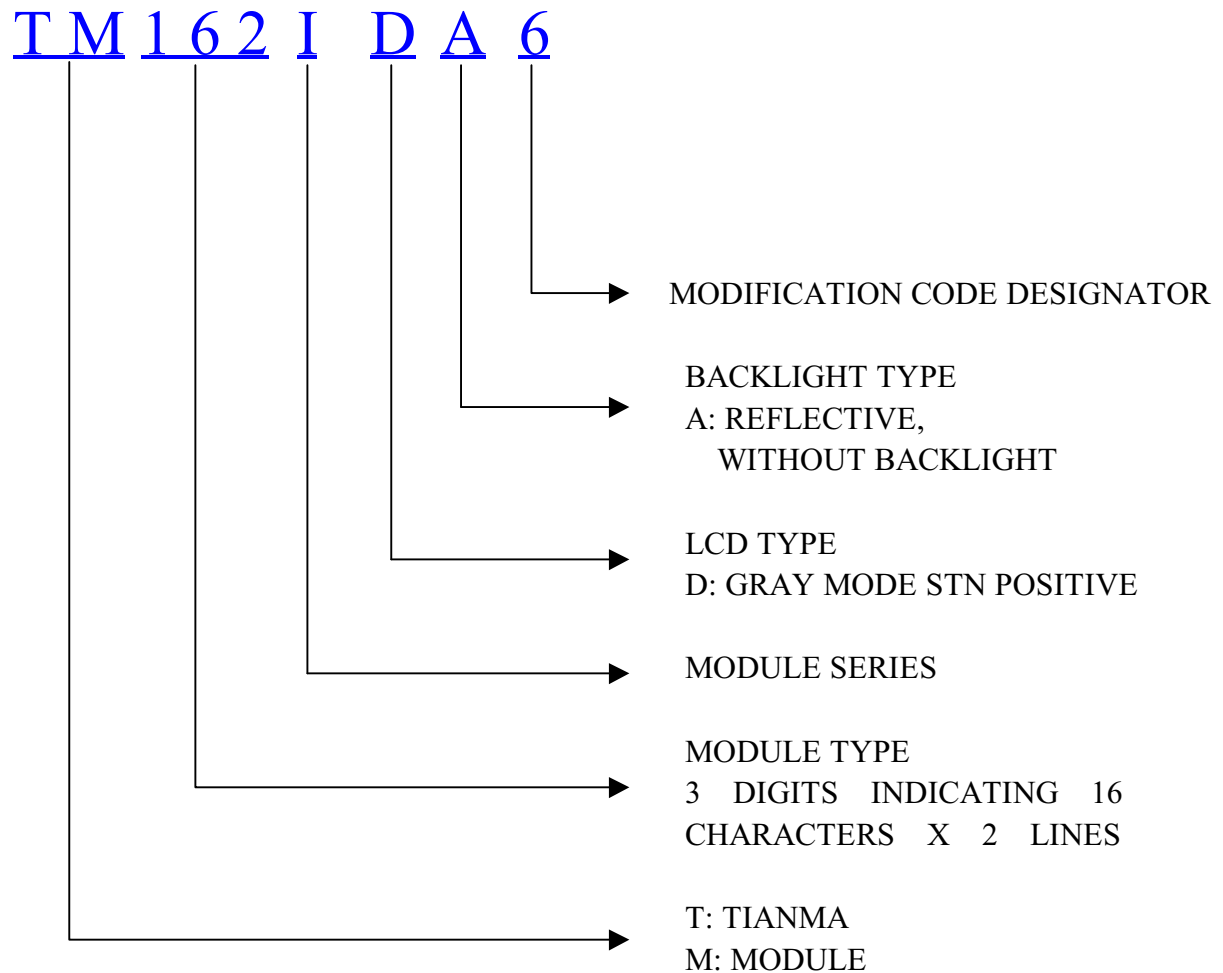 T M 1 6 2 I D A 6
MODIFICATION CODE DESIGNATOR
BACKLIGHT TYPE
A: REFLECTIVE,
WITHOUT BACKLIGHT
LCD TYPE
D: GRAY MODE STN POSITIVE
MODULE SERIES
MODULE TYPE
3 DIGITS INDICATING 16
CHARACTERS X 2 LINES
T: TIANMA
M: MODULE